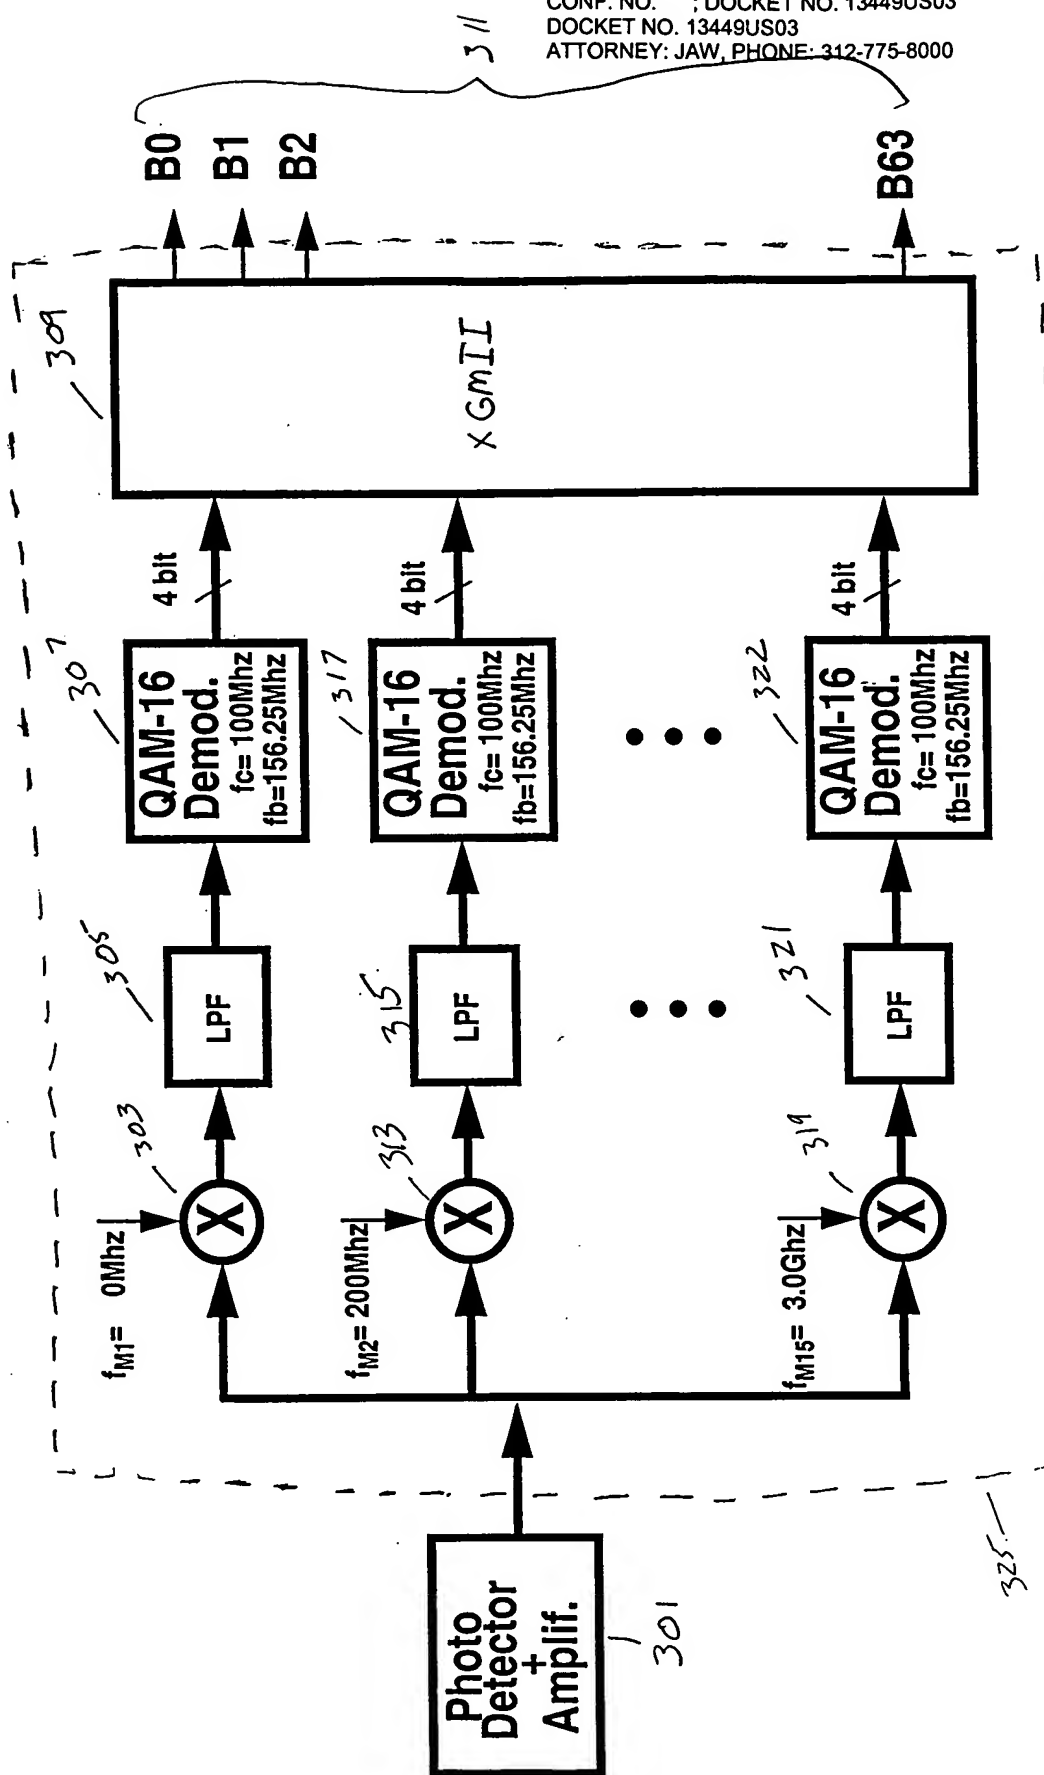 CONF. NO. ; DOCKET NO. 13449US03
DOCKET NO. 13449US03
ATTORNEY: JAW, PHONE: 312-775-8000
311
B0
B1
B2
B63
309
XGMII
4 bit
4 bit
4 bit
307
QAM-16
Demod.
fc= 100Mhz
fb=156.25Mhz
317
QAM-16
Demod.
fc= 100Mhz
fb=156.25Mhz
322
QAM-16
Demod.
fc= 100Mhz
fb=156.25Mhz
305
LPF
315
LPF
321
LPF
303
X
313
X
319
X
fM1= 0Mhz
fM2= 200Mhz
fM15= 3.0Ghz
Photo
Detector
+
Amplif.
301
325